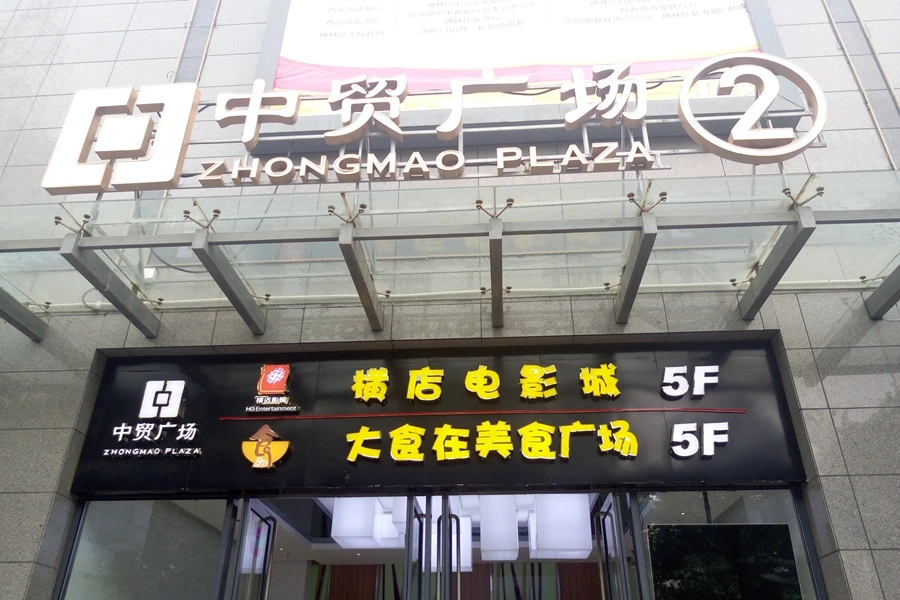 中贸广场 2
ZHONGMAO PLAZA
横店影视
HG Entertainment
横店电影城 5F
中贸广场
ZHONGMAO PLAZA
大食在美食广场 5F